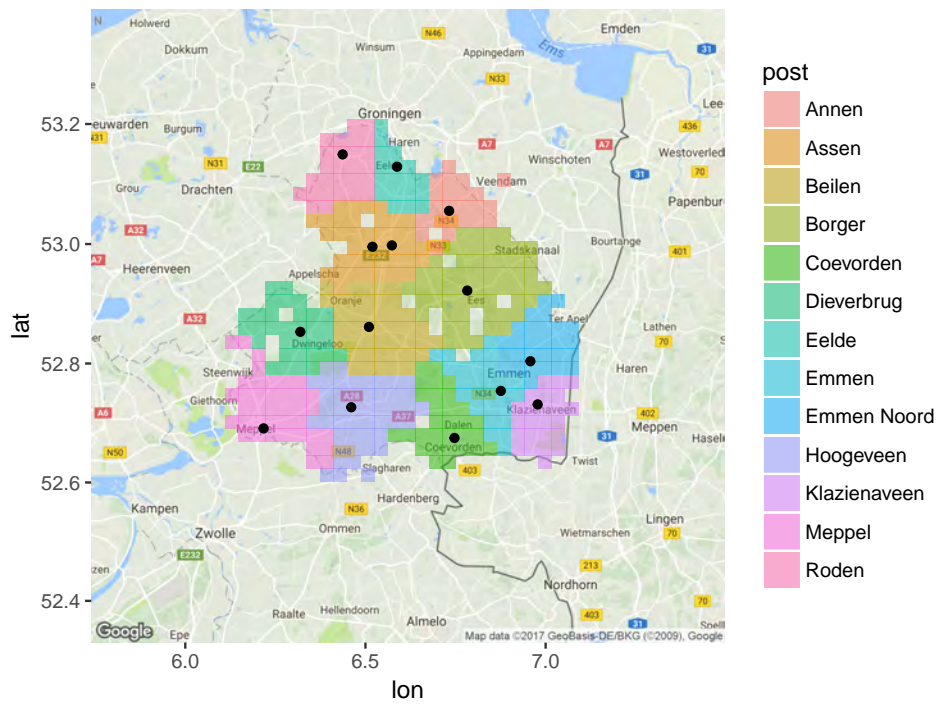 Holwerd
N46
Emden
Dokkum
Winsum
Appingedam
31
Ems
N33
Groningen
Lee
436
53.2
eeuwarden
Burgum
Haren
A7
A7
N31
N31
E22
Eel
Winschoten
Westoverled
Grou
Drachten
Veendam
31
70
Papenburg
A32
N34
Bourtange
53.0
N33
Stadskanaal
401
A7
Heerenveen
E232
Appelscha
Oranje
Ees
A32
Ter Apel
Lathen
70
Dwingeloo
52.8
Steenwijk
Emmen
Haren
Giethoorn
A28
N34
Klazienaveen
402
A6
Meppel
A37
Dalen
Meppen
31
Hasel
N50
N48
Coevorden
Slagharen
403
Twist
52.6
Hardenberg
Kampen
N36
Lingen
Zwolle
Ommen
Wietmarschen
70
E232
213
zen
Nordhorn
52.4
Raalte
Hellendoorn
403
70
Almelo
31
Spell
Epe
Google
Map data ©2017 GeoBasis-DE/BKG (©2009), Google
6.0
6.5
7.0
lon
lat
post
Annen
Assen
Beilen
Borger
Coevorden
Dieverbrug
Eelde
Emmen
Emmen Noord
Hoogeveen
Klazienaveen
Meppel
Roden